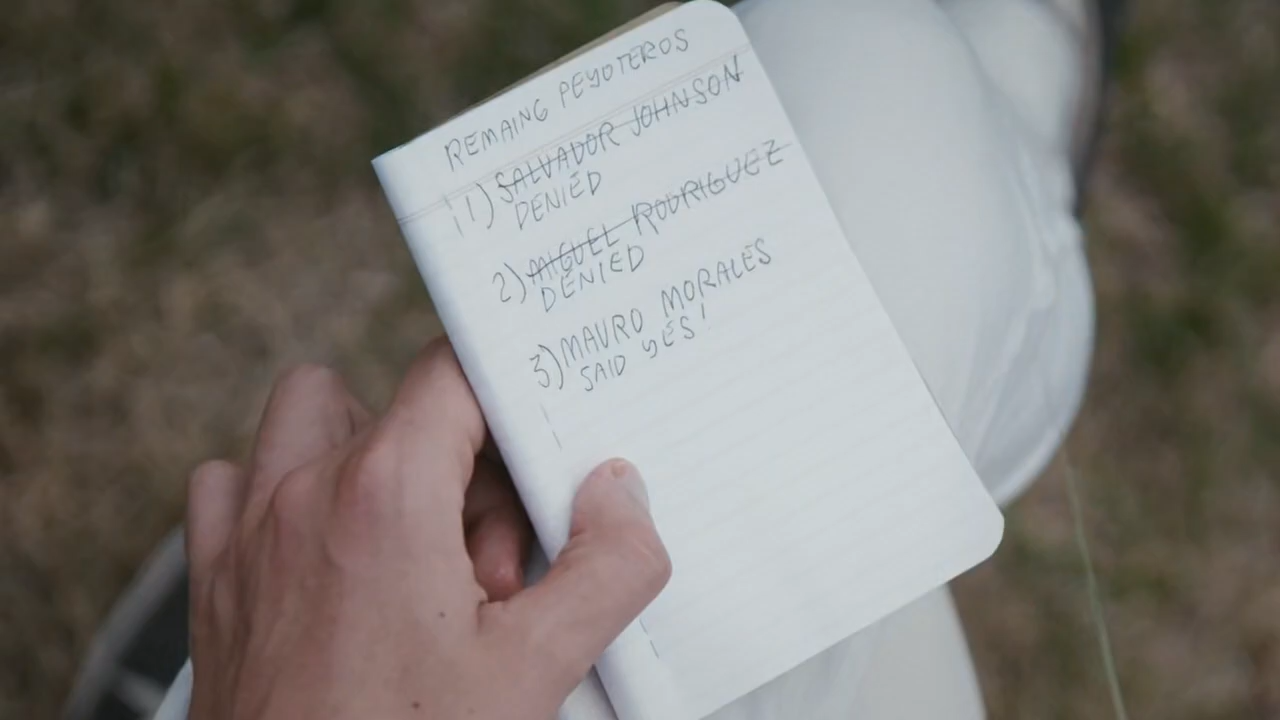 REMAING PEYOTEROS
1) SALVADOR JOHNSON
DENIED
2) MIGUEL RODRIGUEZ
DENIED
3) MAURO MORALES
SAID YES!